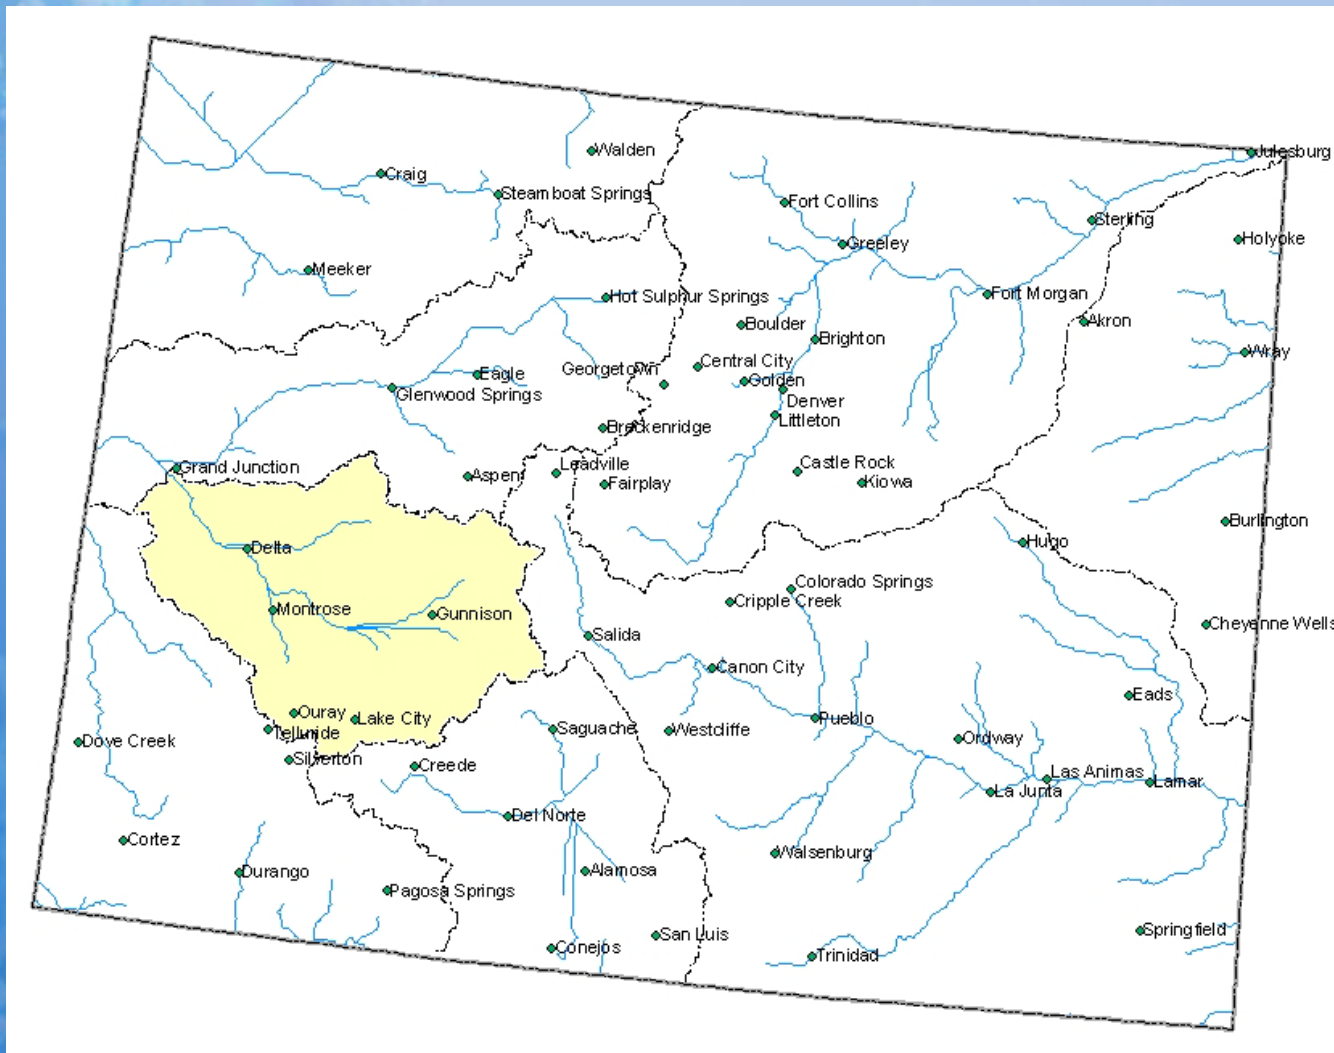 Julesburg
Walden
Craig
Steamboat Springs
Fort Collins
Sterling
Holyoke
Greeley
Meeker
Hot Sulphur Springs
Fort Morgan
Boulder
Akron
Brighton
Wray
Central City
Georgetown
Eagle
Golden
Glenwood Springs
Denver
Littleton
Breckenridge
Castle Rock
Leadville
Grand Junction
Aspen
Fairplay
Kiowa
Burlington
Hugo
Delta
Colorado Springs
Cripple Creek
Montrose
Gunnison
Cheyenne Wells
Salida
Canon City
Eads
Ouray
Lake City
Pueblo
Telluride
Saguache
Westcliffe
Ordway
Dove Creek
Silverton
Creede
Las Animas
Lamar
La Junta
Del Norte
Cortez
Walsenburg
Durango
Alamosa
Pagosa Springs
Springfield
San Luis
Conejos
Trinidad